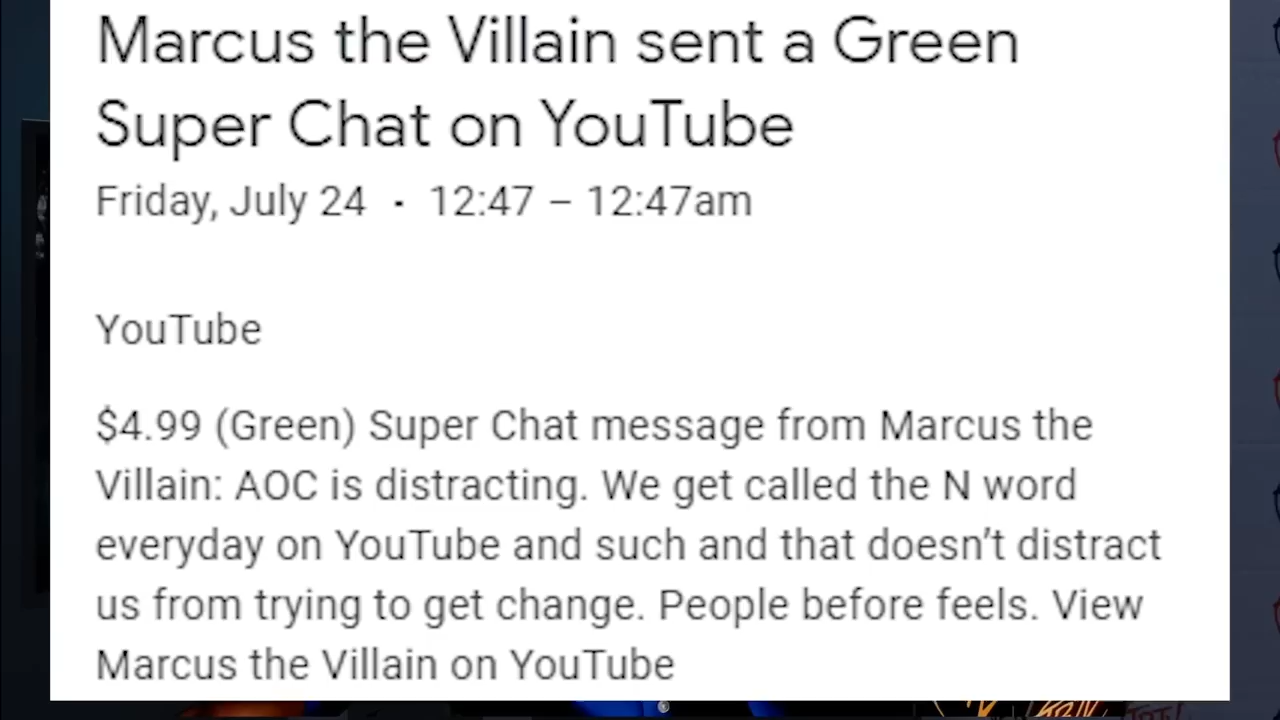 Marcus the Villain sent a Green
Super Chat on YouTube
Friday, July 24 · 12:47 – 12:47am
YouTube
$4.99 (Green) Super Chat message from Marcus the
Villain: AOC is distracting. We get called the N word
everyday on YouTube and such and that doesn’t distract
us from trying to get change. People before feels. View
Marcus the Villain on YouTube